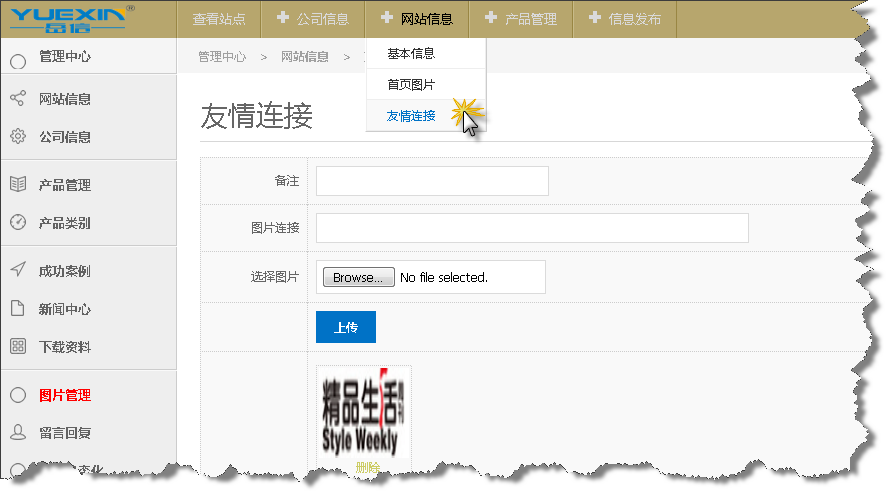 YUEXIN®
岳信
查看站点
公司信息
网站信息
产品管理
信息发布
管理中心 > 网站信息 >
基本信息
首页图片
友情连接
管理中心
网站信息
公司信息
产品管理
产品类别
成功案例
新闻中心
下载资料
图片管理
留言回复
变化
友情连接
备注
图片连接
选择图片
Browse... No file selected.
上传
精品生活
Style Weekly
删除